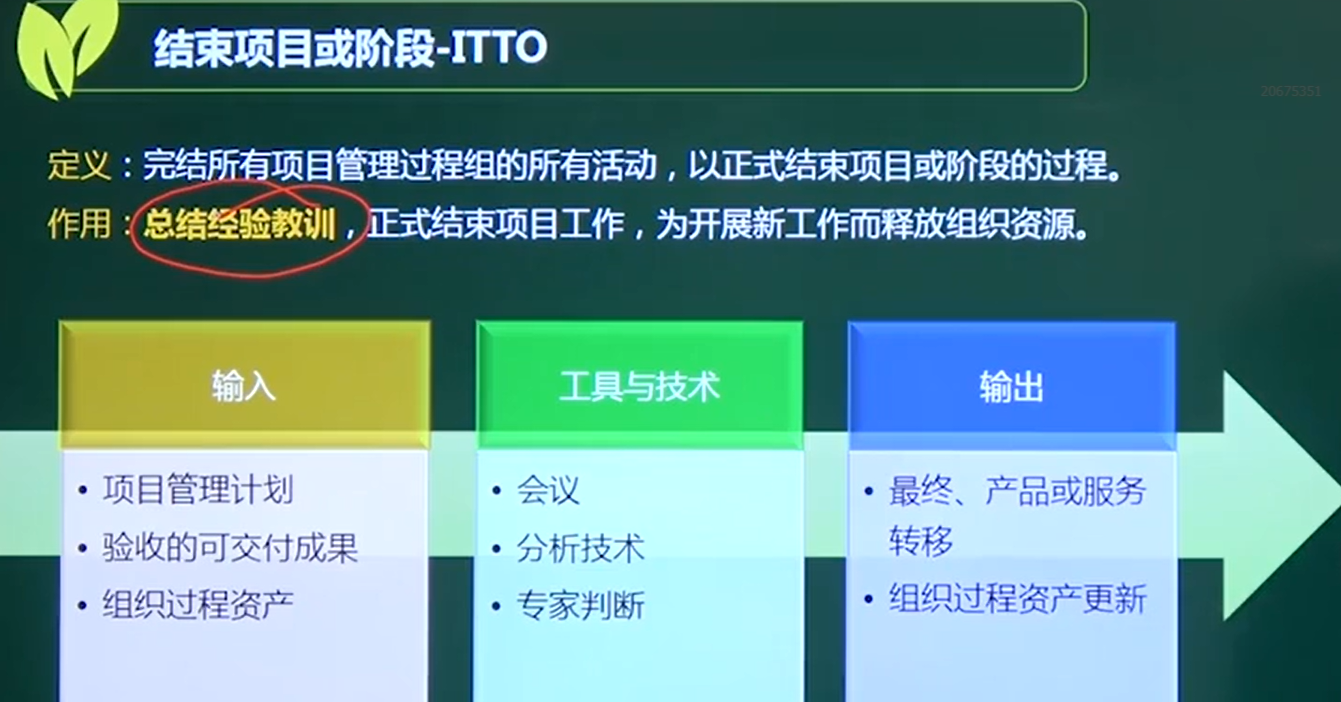 结束项目或阶段-ITTO
20675351
定义：完结所有项目管理过程组的所有活动，以正式结束项目或阶段的过程。
作用：总结经验教训，正式结束项目工作，为开展新工作而释放组织资源。
输入
• 项目管理计划
• 验收的可交付成果
• 组织过程资产
工具与技术
• 会议
• 分析技术
• 专家判断
输出
• 最终、产品或服务
转移
• 组织过程资产更新